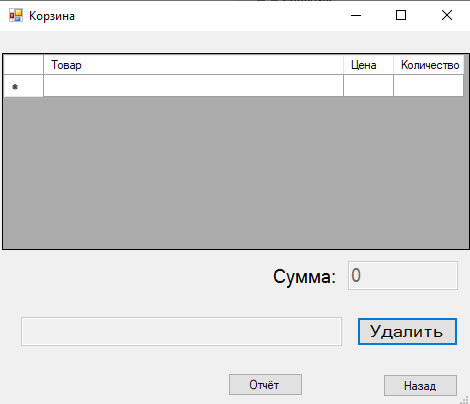 Корзина
Товар Цена Количество
*
Сумма: 0
Удалить
Отчёт Назад